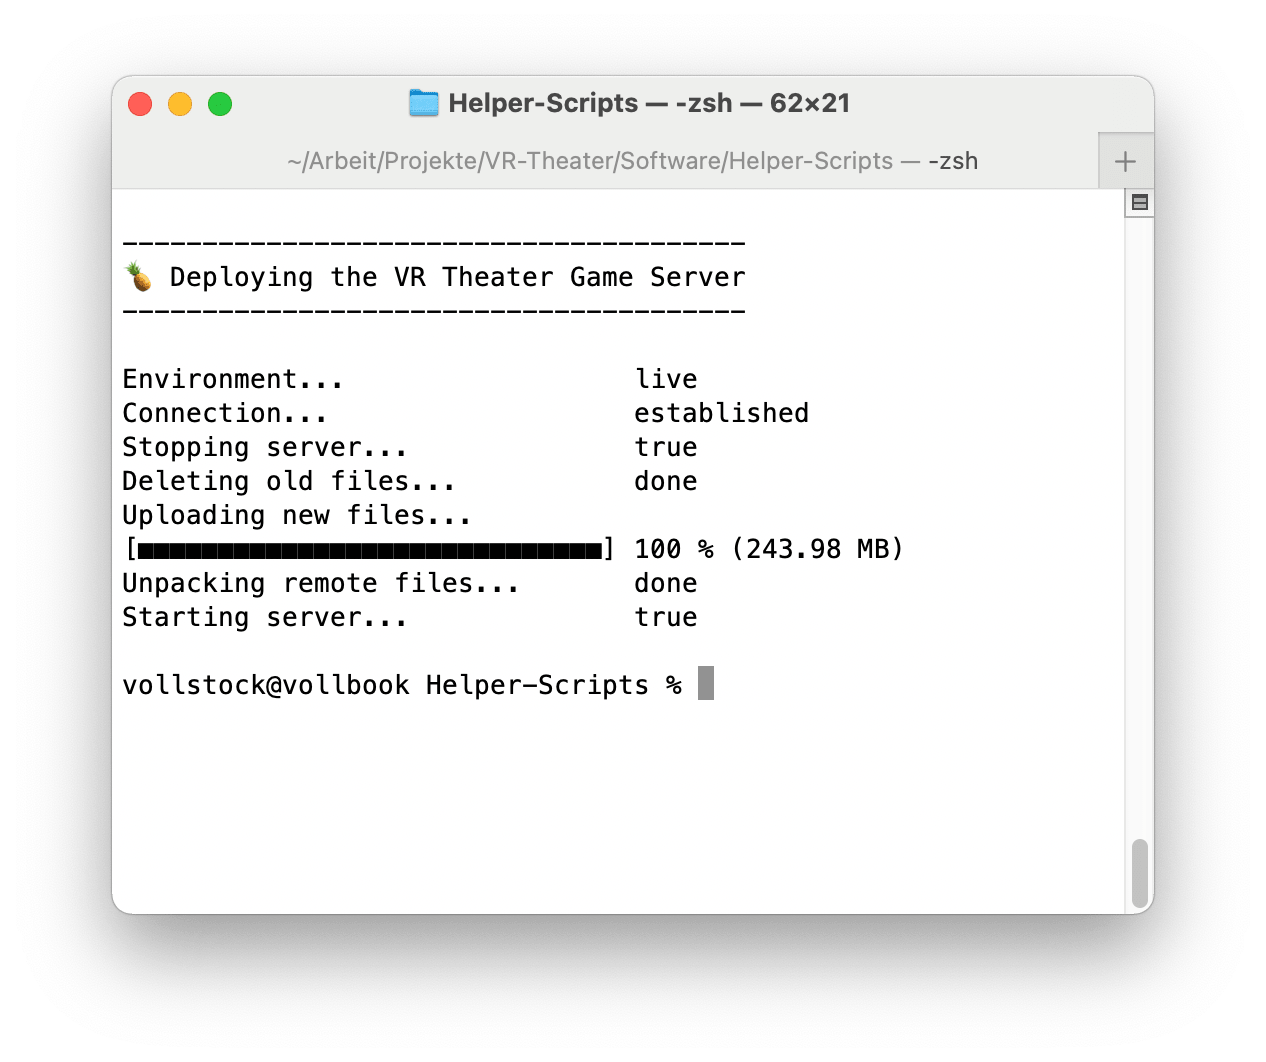 Helper-Scripts — -zsh — 62×21
~/Arbeit/Projekte/VR-Theater/Software/Helper-Scripts — -zsh
---------------------------------------
🍍 Deploying the VR Theater Game Server
---------------------------------------
Environment... live
Connection... established
Stopping server... true
Deleting old files... done
Uploading new files...
[■■■■■■■■■■■■■■■■■■■■■■■■■■■■■] 100 % (243.98 MB)
Unpacking remote files... done
Starting server... true
vollstock@vollbook Helper-Scripts %